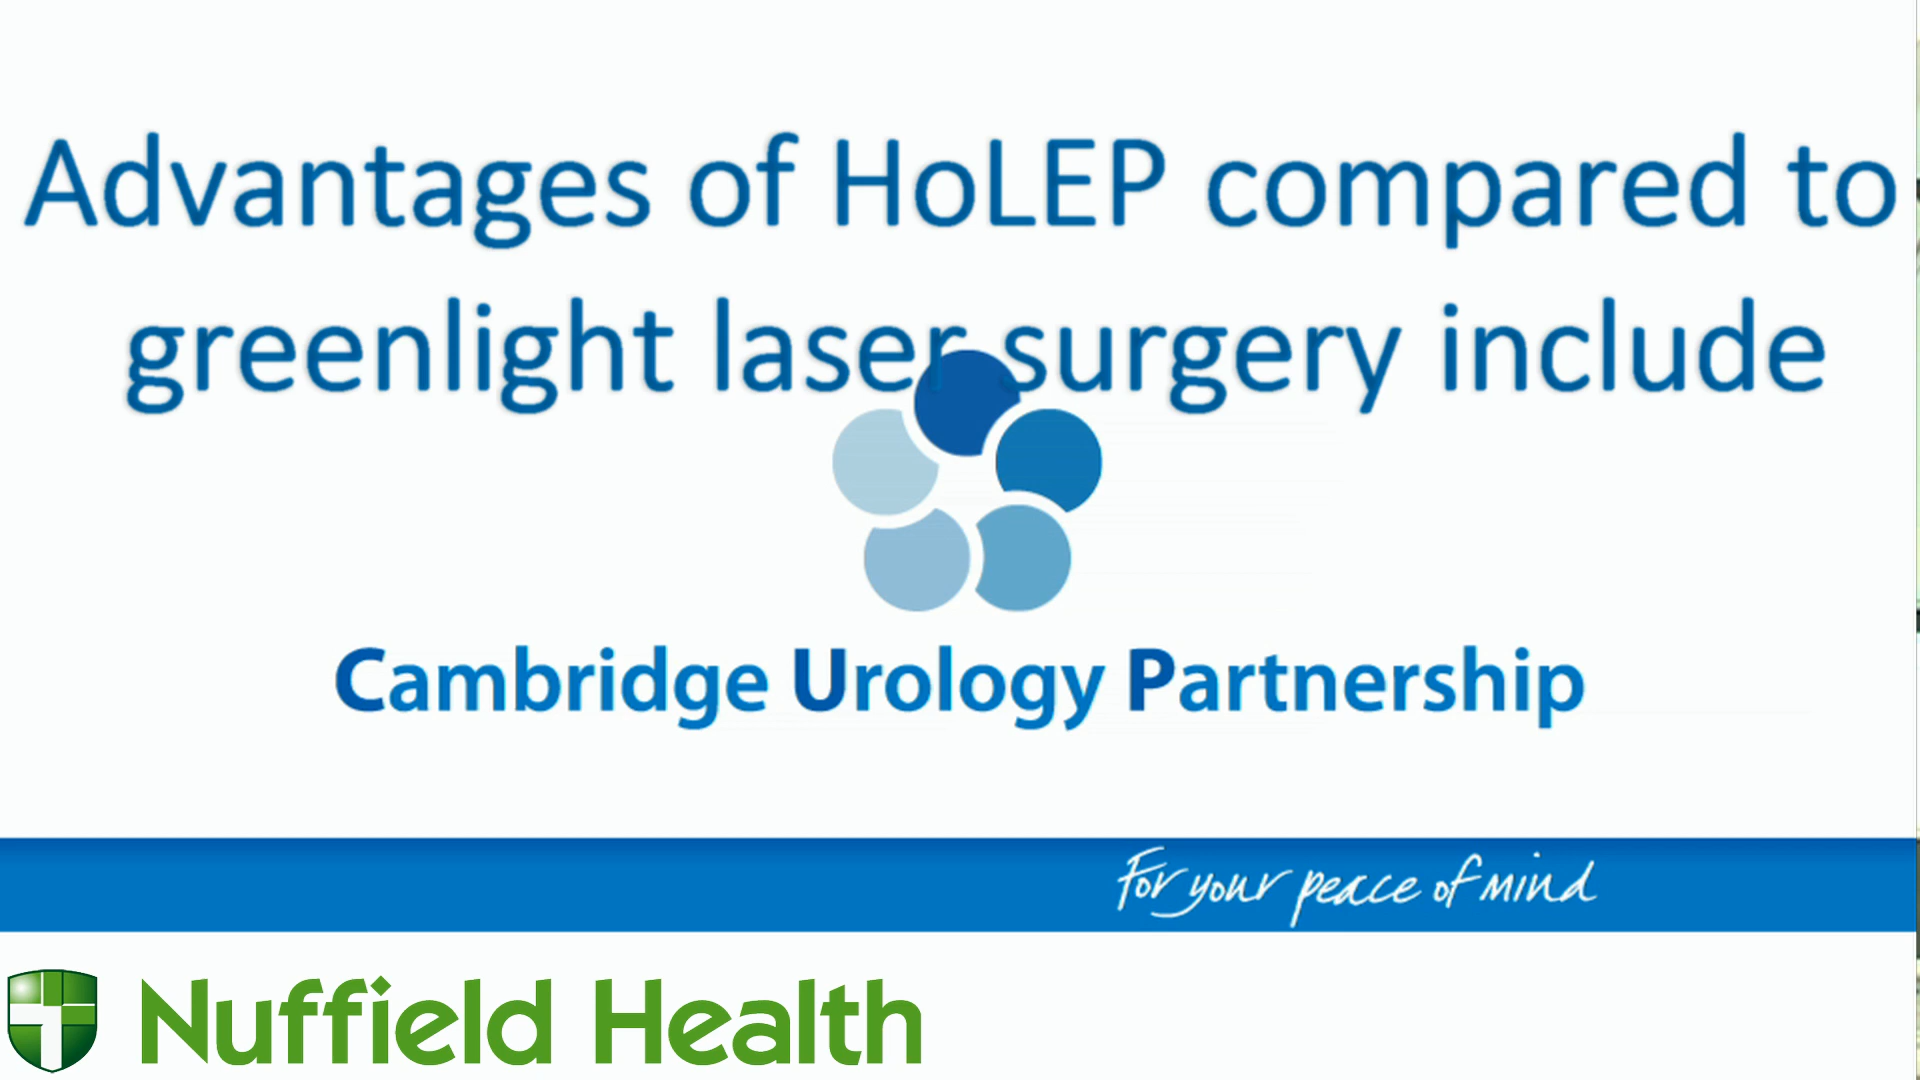 Advantages of HoLEP compared to
greenlight laser surgery include
Cambridge Urology Partnership
For your peace of mind
Nuffield Health